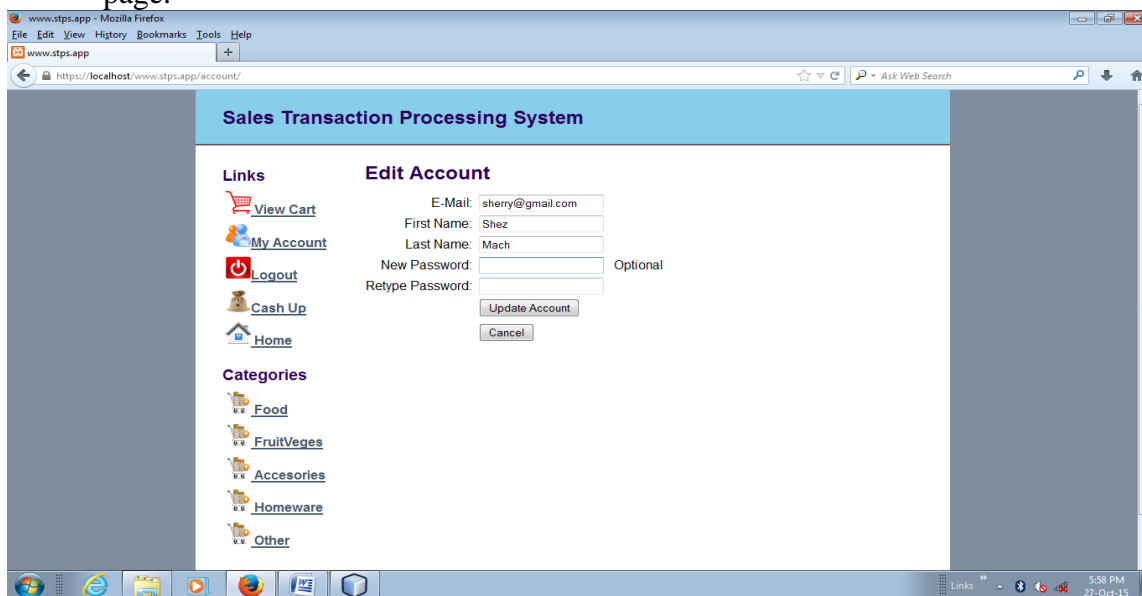 page.
www.stps.app - Mozilla Firefox
File Edit View History Bookmarks Tools Help
www.stps.app
https://localhost/www.stps.app/account/
Ask Web Search
Sales Transaction Processing System
Links
View Cart
My Account
Logout
Cash Up
Home
Categories
Food
FruitVeges
Accesories
Homeware
Other
Edit Account
E-Mail: sherry@gmail.com
First Name: Shez
Last Name: Mach
New Password: Optional
Retype Password:
Update Account
Cancel
Links
5:58 PM
27-Oct-15